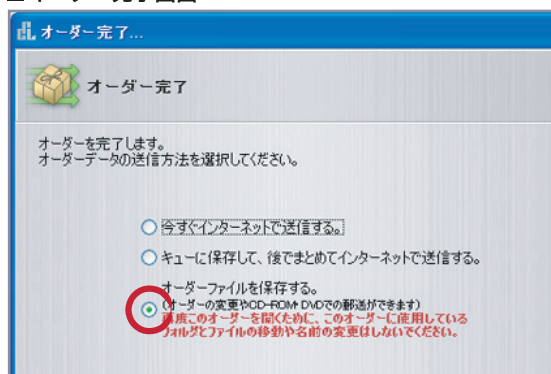 オーダー完了...
オーダー完了
オーダーを完了します。
オーダーデータの送信方法を選択してください。
今すぐインターネットで送信する。
キューに保存して、後でまとめてインターネットで送信する。
オーダーファイルを保存する。
(オーダーの変更やCD-ROM・DVDでの郵送ができます)
再度このオーダーを開くために、このオーダーに使用している
フォルダとファイルの移動や名前の変更はしないでください。